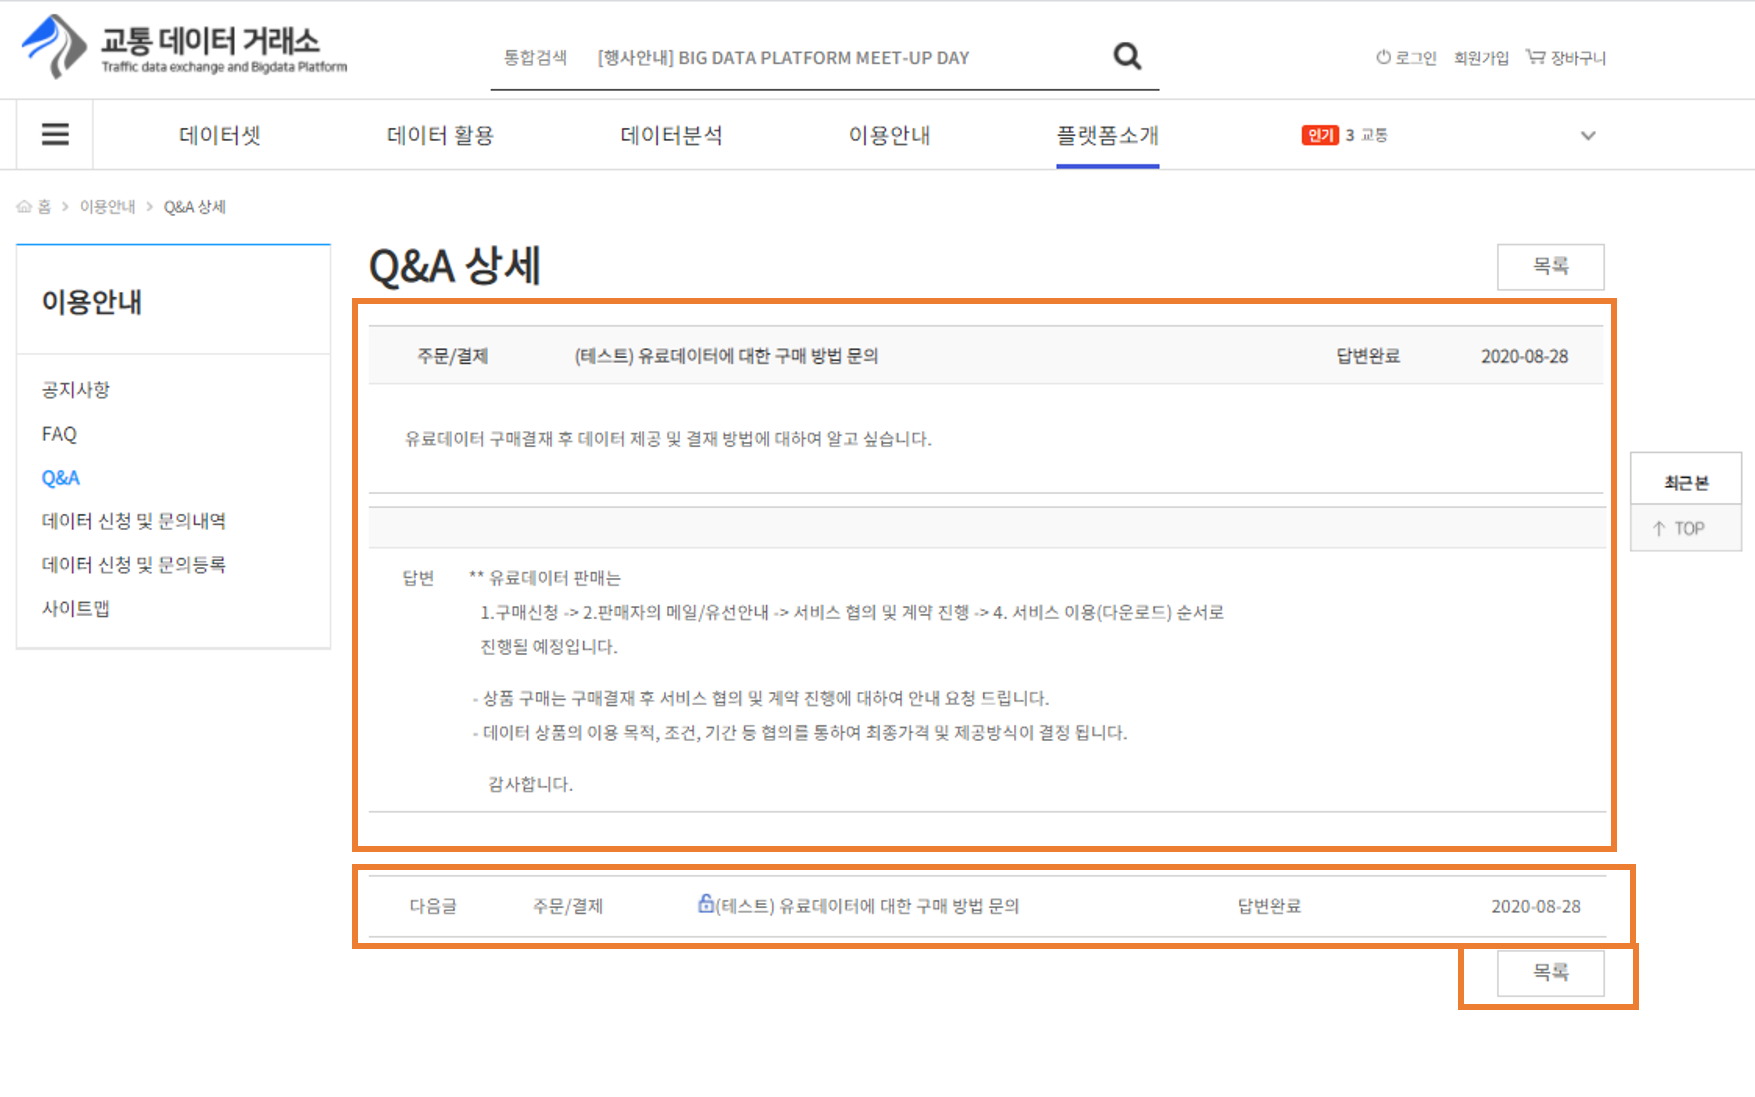 교통 데이터 거래소
Traffic data exchange and Bigdata Platform
통합검색 [행사안내] BIG DATA PLATFORM MEET-UP DAY
로그인 회원가입 장바구니
데이터셋 데이터 활용 데이터분석 이용안내 플랫폼소개 인기 3 교통
홈 > 이용안내 > Q&A 상세
이용안내
공지사항
FAQ
Q&A
데이터 신청 및 문의내역
데이터 신청 및 문의등록
사이트맵
Q&A 상세
목록
주문/결제 (테스트) 유료데이터에 대한 구매 방법 문의 답변완료 2020-08-28
유료데이터 구매결재 후 데이터 제공 및 결재 방법에 대하여 알고 싶습니다.
답변 ** 유료데이터 판매는
1.구매신청 -> 2.판매자의 메일/유선안내 -> 서비스 협의 및 계약 진행 -> 4. 서비스 이용(다운로드) 순서로
진행될 예정입니다.
- 상품 구매는 구매결재 후 서비스 협의 및 계약 진행에 대하여 안내 요청 드립니다.
- 데이터 상품의 이용 목적, 조건, 기간 등 협의를 통하여 최종가격 및 제공방식이 결정 됩니다.
감사합니다.
다음글 주문/결제 (테스트) 유료데이터에 대한 구매 방법 문의 답변완료 2020-08-28
목록
최근 본
↑ TOP